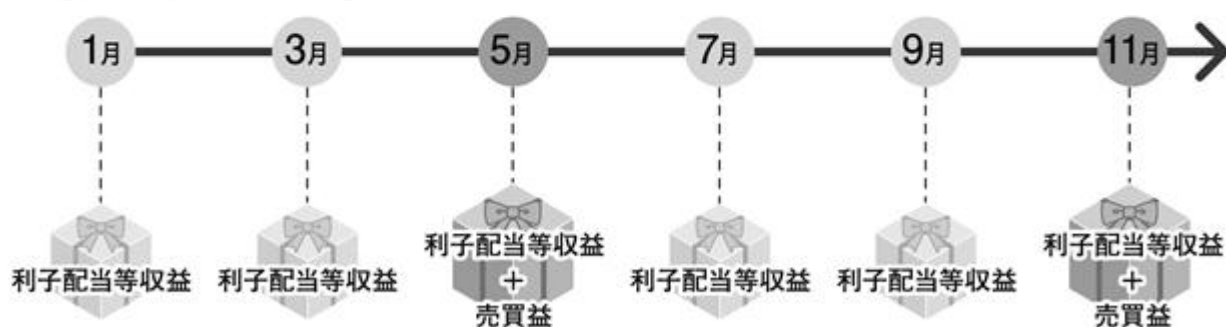 1月 3月 5月 7月 9月 11月
利子配当等収益 利子配当等収益 利子配当等収益 利子配当等収益 利子配当等収益 利子配当等収益
+ +
売買益 売買益